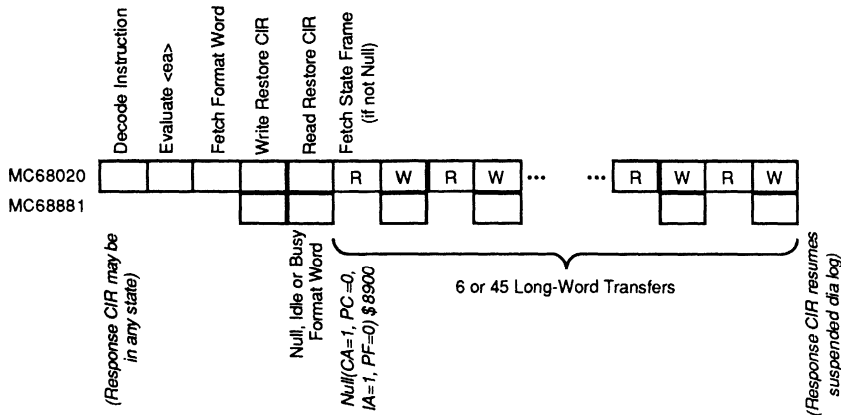 Decode Instruction
Evaluate <ea>
Fetch Format Word
Write Restore CIR
Read Restore CIR
Fetch State Frame
(if not Null)
MC68020
R W R W ••• ••• R W R W
MC68881
(Response CIR may be
in any state)
Null, Idle or Busy
Format Word
Null(CA=1, PC=0,
IA=1, PF=0) $8900
6 or 45 Long-Word Transfers
(Response CIR resumes
suspended dia log)